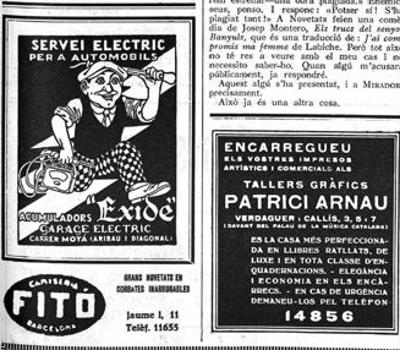 SERVEI ELECTRIC
PER A AUTOMOBILS
ACUMULADORS "Exide"
GARAGE ELECTRIC
CARRER MOYÀ (ARIBAU I DIAGONAL)
CAMISERIA
FITÓ
BARCELONA
GRANS NOVETATS EN
CORBATES INARRUGABLES
Jaume I, 11
Telèf. 11655
seus, penso, I responc: «Potser sí! S'ha
plagiat tant!» A Novetats feien una comè-
dia de Josep Montero, Els trucs del senyor
Banyuls, que és una traducció de: J'ai com-
promis ma femme de Labiche. Però tot això
no té res a veure amb el meu cas i no
necessito saber-ho. Quan algú m'acusarà
públicament, ja respondré.
Aquest algú s'ha presentat, i a MIRADOR
precisament.
Això ja és una altra cosa.
ENCARREGUEU
ELS VOSTRES IMPRESOS
ARTÍSTICS I COMERCIALS ALS
TALLERS GRÀFICS
PATRICI ARNAU
VERDAGUER I CALLÍS, 3, 5 i 7
(DAVANT DEL PALAU DE LA MÚSICA CATALANA)
ES LA CASA MÉS PERFECCIONA-
DA EN LLIBRES RATLLATS, DE
LUXE I EN TOTA CLASSE D'EN-
QUADERNACIONS. - ELEGÀNCIA
I ECONOMIA EN ELS ENCÀ-
RRECS. - EN CAS DE URGÈNCIA
DEMANEU-LOS PEL TELÈFON
14856